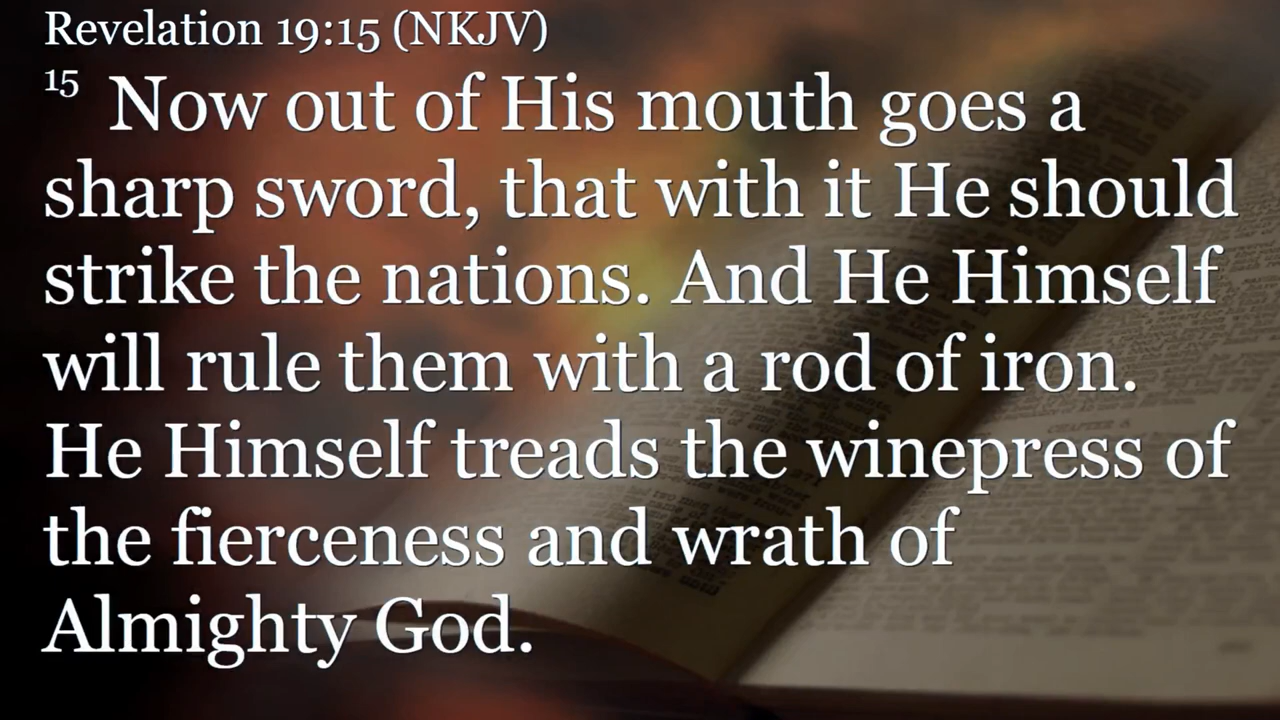 Revelation 19:15 (NKJV)
15 Now out of His mouth goes a
sharp sword, that with it He should
strike the nations. And He Himself
will rule them with a rod of iron.
He Himself treads the winepress of
the fierceness and wrath of
Almighty God.